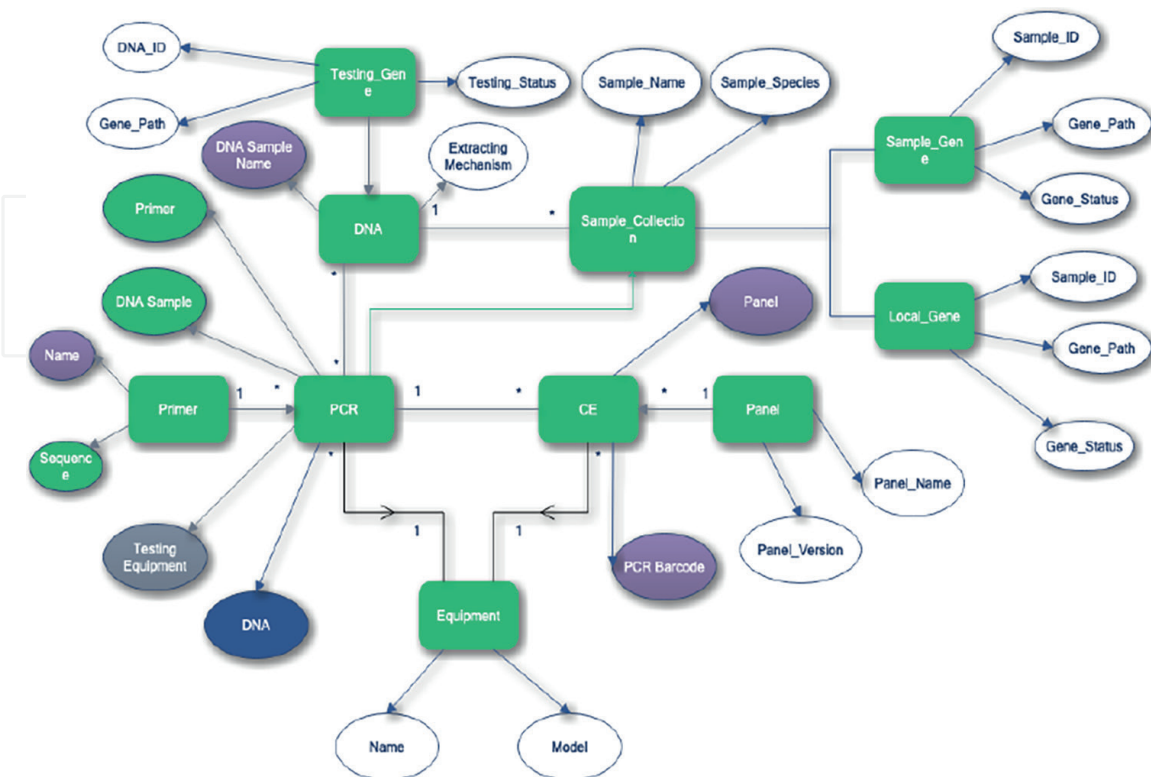 Sample_ID
DNA_ID
Testing_Gen
e
Testing_Status
Sample_Name
Sample_Species
Gene_Path
Gene_Path
Sample_Gen
e
DNA Sample
Name
Extracting
Mechanism
Gene_Status
Primer
DNA
1
*
Sample_Collectio
n
*
Sample_ID
DNA Sample
Panel
Local_Gene
Gene_Path
Name
*
Primer
1
*
PCR
1
*
CE
*
1
Panel
Gene_Status
Sequenc
e
*
*
Panel_Name
Testing
Equipment
1
1
Panel_Version
PCR Barcode
DNA
Equipment
Name
Model